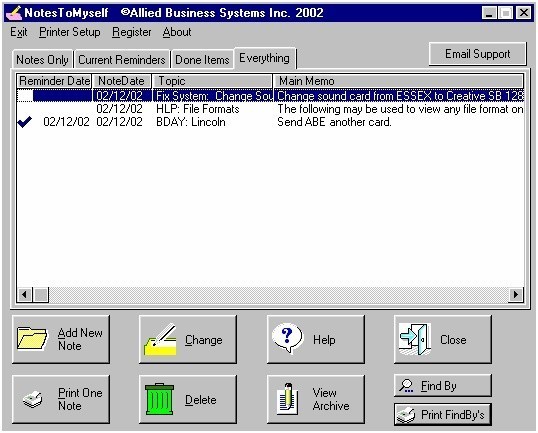 NotesToMyself ©Allied Business Systems Inc. 2002
Exit Printer Setup Register About
Notes Only Current Reminders Done Items Everything Email Support
Reminder Date NoteDate Topic Main Memo
02/12/02 Fix System: Change Sou Change sound card from ESSEX to Creative SB 128
02/12/02 HLP: File Formats The following may be used to view any file format on
02/12/02 02/12/02 BDAY: Lincoln Send ABE another card.
Add New Note Change Help Close
Print One Note Delete View Archive Find By
Print FindBy's